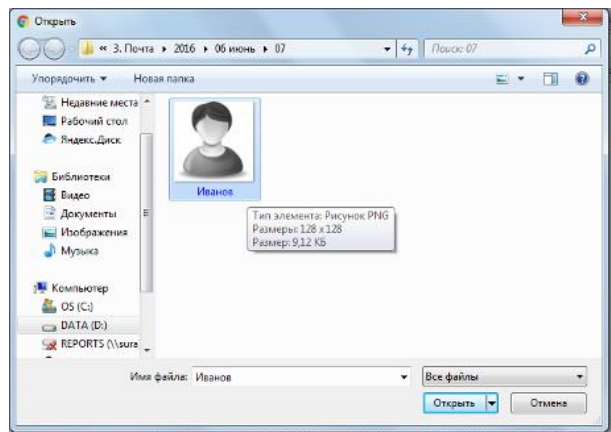 Открыть
« 3. Почта ▸ 2016 ▸ 06 июнь ▸ 07
Поиск: 07
Упорядочить ▾ Новая папка
Недавние места
Рабочий стол
Яндекс.Диск
Библиотеки
Видео
Документы
Изображения
Музыка
Компьютер
OS (C:)
DATA (D:)
REPORTS (\\sura
Иванов
Тип элемента: Рисунок PNG
Размеры: 128 x 128
Размер: 9,12 КБ
Имя файла: Иванов
Все файлы
Открыть
Отмена